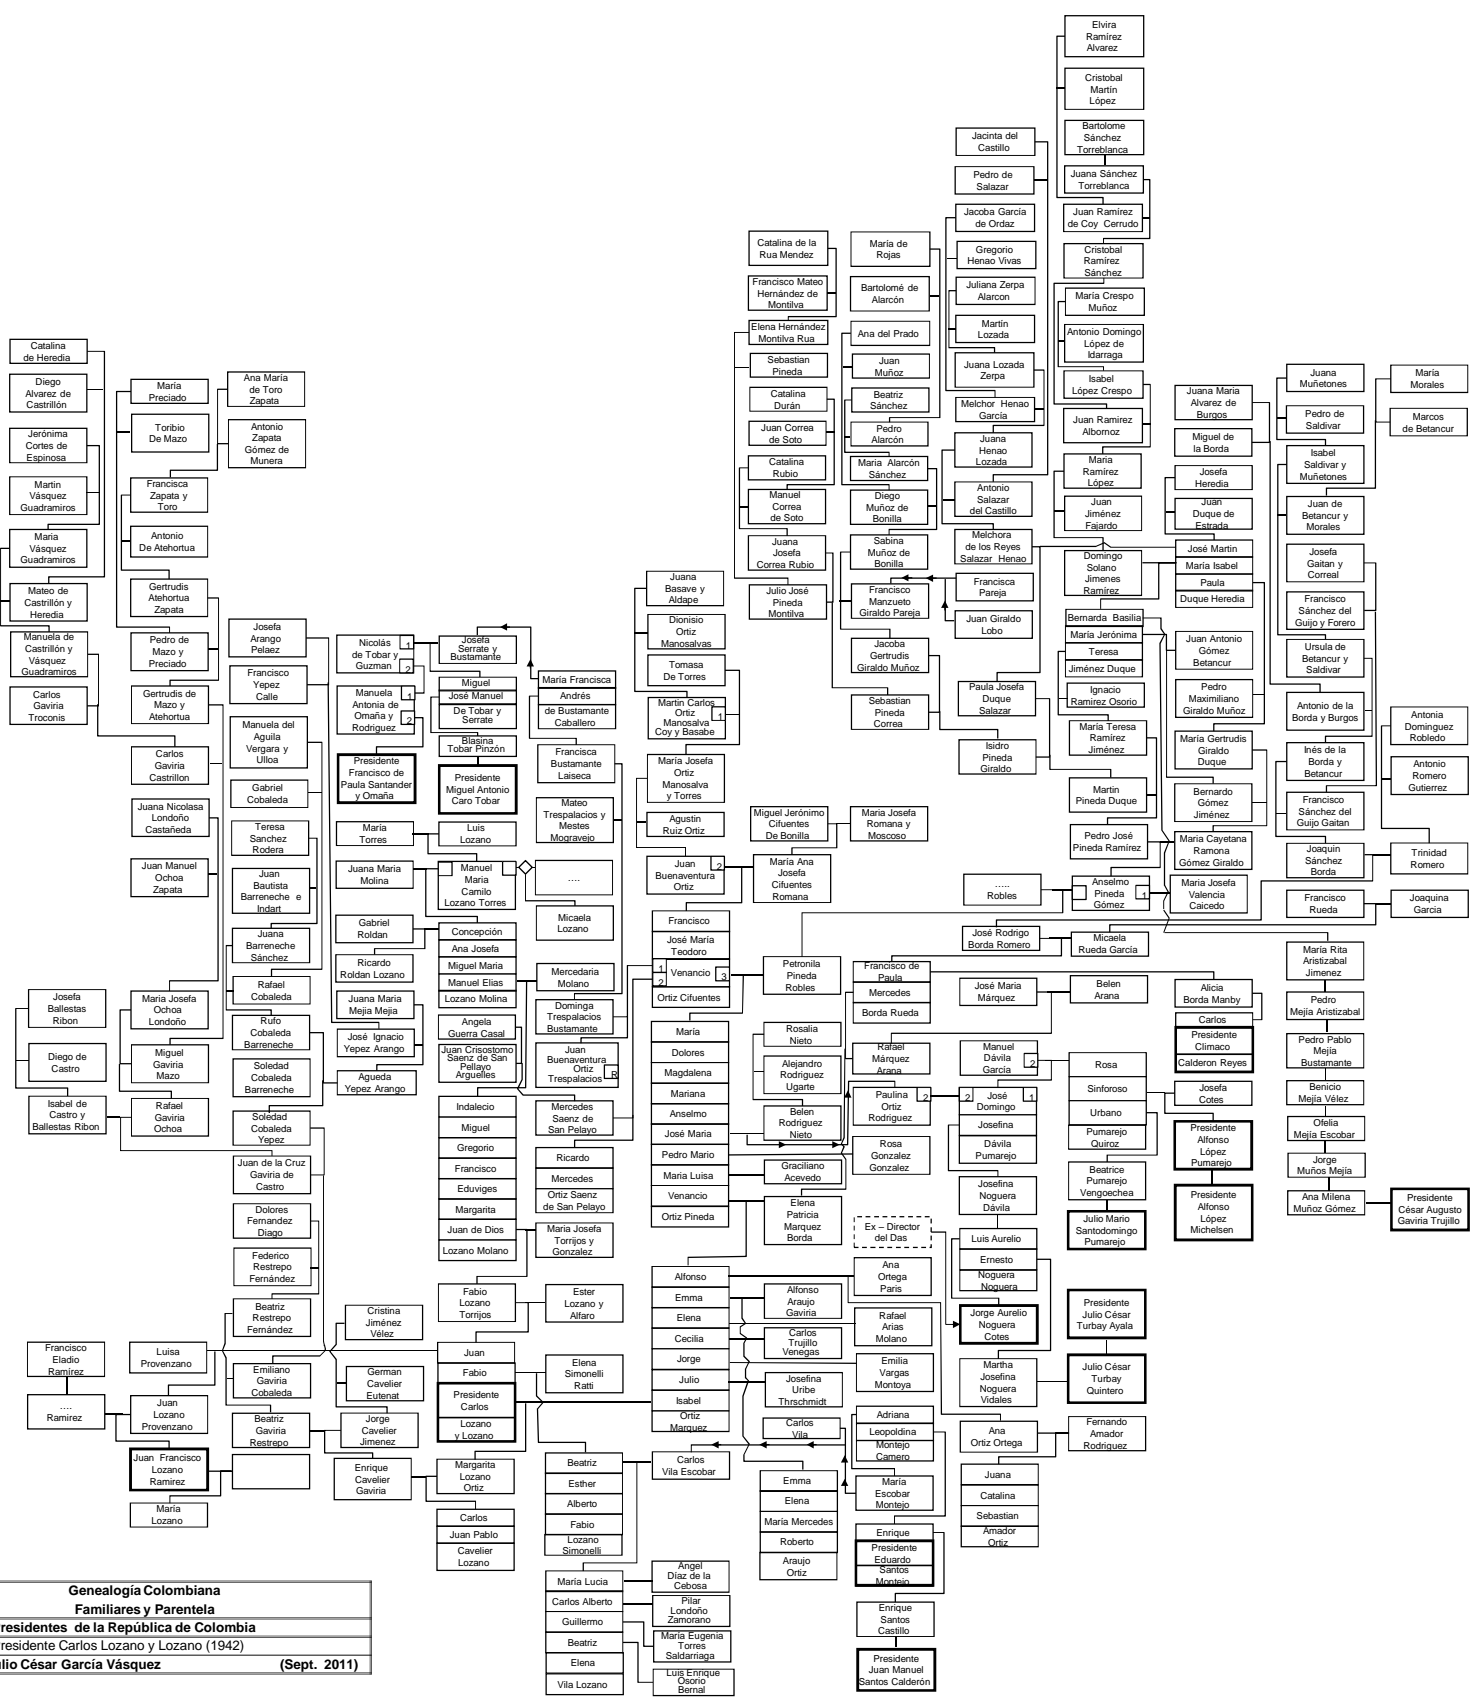 Elvira
Ramírez
Alvarez
Cristobal
Martín
López
Bartolome
Sánchez
Torreblanca
Juana Sánchez
Torreblanca
Juan Ramírez
de Coy Cerrudo
Cristobal
Ramírez
Sánchez
María Crespo
Muñoz
Antonio Domingo
López de
Idarraga
Isabel
López Crespo
Juan Ramirez
Albornoz
Maria
Ramírez
López
Juan
Jiménez
Fajardo
Domingo
Solano
Jimenes
Ramírez
Jacinta del
Castillo
Pedro de
Salazar
Jacoba García
de Ordaz
Gregorio
Henao Vivas
Juliana Zerpa
Alarcon
Martín
Lozada
Juana Lozada
Zerpa
Melchor Henao
García
Juana
Henao
Lozada
Antonio
Salazar
del Castillo
Melchora
de los Reyes
Salazar Henao
Francisca
Pareja
Juan Giraldo
Lobo
Catalina de la
Rua Mendez
Francisco Mateo
Hernández de
Montilva
Elena Hernández
Montilva Rua
Sebastian
Pineda
Catalina
Durán
Juan Correa
de Soto
Catalina
Rubio
Manuel
Correa
de Soto
Juana
Josefa
Correa Rubio
Julio José
Pineda
Montilva
María de
Rojas
Bartolomé de
Alarcón
Ana del Prado
Juan
Muñoz
Beatriz
Sánchez
Pedro
Alarcón
Maria Alarcón
Sánchez
Diego
Muñoz de
Bonilla
Sabina
Muñoz de
Bonilla
Francisco
Manzueto
Giraldo Pareja
Jacoba
Gertrudis
Giraldo Muñoz
Sebastian
Pineda
Correa
Catalina
de Heredia
Diego
Alvarez de
Castrillón
Jerónima
Cortes de
Espinosa
Martin
Vásquez
Guadramiros
Maria
Vásquez
Guadramiros
Mateo de
Castrillón y
Heredia
Manuela de
Castrillón y
Vásquez
Guadramiros
Carlos
Gaviria
Troconis
María
Preciado
Toribio
De Mazo
Francisca
Zapata y
Toro
Antonio
De Atehortua
Gertrudis
Atehortua
Zapata
Pedro de
Mazo y
Preciado
Gertrudis de
Mazo y
Atehortua
Carlos
Gaviria
Castrillon
Juana Nicolasa
Londoño
Castañeda
Juan Manuel
Ochoa
Zapata
Maria Josefa
Ochoa
Londoño
Miguel
Gaviria
Mazo
Rafael
Gaviria
Ochoa
Ana María
de Toro
Zapata
Antonio
Zapata
Gómez de
Munera
Josefa
Arango
Pelaez
Francisco
Yepez
Calle
Manuela del
Aguila
Vergara y
Ulloa
Gabriel
Cobaleda
Teresa
Sanchez
Rodera
Juan
Bautista
Barreneche e
Indart
Juana
Barreneche
Sánchez
Rafael
Cobaleda
Rufo
Cobaleda
Barreneche
Soledad
Cobaleda
Barreneche
Soledad
Cobaleda
Yepez
Juan de la Cruz
Gaviria de
Castro
Dolores
Fernandez
Diago
Federico
Restrepo
Fernández
Beatriz
Restrepo
Fernández
Emiliano
Gaviria
Cobaleda
Beatriz
Gaviria
Restrepo
Josefa
Ballestas
Ribon
Diego de
Castro
Isabel de
Castro y
Ballestas Ribon
Nicolás
de Tobar y
Guzman
1
2
Manuela
Antonia de
Omaña y
Rodríguez
1
2
Presidente
Francisco de
Paula Santander
y Omaña
Josefa
Serrate y
Bustamante
Miguel
José Manuel
De Tobar y
Serrate
Blasina
Tobar Pinzón
Presidente
Miguel Antonio
Caro Tobar
María Francisca
Andrés
de Bustamante
Caballero
Francisca
Bustamante
Laiseca
Mateo
Trespalacios y
Mestes
Mogravejo
María
Torres
Luis
Lozano
Juana Maria
Molina
Manuel
Maria
Camilo
Lozano Torres
....
Micaela
Lozano
Gabriel
Roldan
Ricardo
Roldan Lozano
Concepción
Ana Josefa
Miguel Maria
Manuel Elias
Lozano Molina
Mercedaria
Molano
Juana Maria
Mejia Mejia
José Ignacio
Yepez Arango
Agueda
Yepez Arango
Angela
Guerra Casal
Juan Crisostomo
Saenz de San
Pellayo
Arguelles
Dominga
Trespalacios
Bustamante
Juan
Buenaventura
Ortiz
Trespalacios
R
Mercedes
Saenz de
San Pelayo
Ricardo
Mercedes
Ortiz Saenz
de San Pelayo
Indalecio
Miguel
Gregorio
Francisco
Eduviges
Margarita
Juan de Dios
Lozano Molano
Maria Josefa
Torrijos y
Gonzalez
Fabio
Lozano
Torrijos
Ester
Lozano y
Alfaro
Juana
Basave y
Aldape
Dionisio
Ortiz
Manosalvas
Tomasa
De Torres
Martin Carlos
Ortiz
Manosalva
Coy y Basabe
1
María Josefa
Ortiz
Manosalva
y Torres
Agustin
Ruiz Ortiz
Juan
Buenaventura
Ortiz
2
Miguel Jerónimo
Cifuentes
De Bonilla
Maria Josefa
Romana y
Moscoso
María Ana
Josefa
Cifuentes
Romana
Francisco
José María
Teodoro
Venancio
1
2
3
Ortiz Cifuentes
Petronila
Pineda
Robles
María
Dolores
Magdalena
Mariana
Anselmo
José Maria
Pedro Mario
Maria Luisa
Venancio
Ortiz Pineda
Rosalia
Nieto
Alejandro
Rodriguez
Ugarte
Belen
Rodriguez
Nieto
Graciliano
Acevedo
Elena
Patricia
Marquez
Borda
Francisco de
Paula
Mercedes
Borda Rueda
Rafael
Márquez
Arana
Paulina
Ortiz
Rodriguez
2
Rosa
Gonzalez
Gonzalez
Paula Josefa
Duque
Salazar
Isidro
Pineda
Giraldo
Bernarda Basilia
María Jerónima
Teresa
Jiménez Duque
Ignacio
Ramirez Osorio
María Teresa
Ramírez
Jiménez
Martin
Pineda Duque
Pedro José
Pineda Ramírez
.....
Robles
Anselmo
Pineda
Gómez
1
Maria Josefa
Valencia
Caicedo
José Rodrigo
Borda Romero
Micaela
Rueda García
José Maria
Márquez
Belen
Arana
Manuel
Dávila
García
2
José
Domingo
2
1
Josefina
Dávila
Pumarejo
Josefina
Noguera
Dávila
Luis Aurelio
Ernesto
Noguera
Noguera
Ex – Director
del Das
Jorge Aurelio
Noguera
Cotes
Martha
Josefina
Noguera
Vidales
Rosa
Sinforoso
Urbano
Pumarejo
Quiroz
Beatrice
Pumarejo
Vengoechea
Julio Mario
Santodomingo
Pumarejo
Josefa
Cotes
Presidente
Alfonso
López
Pumarejo
Presidente
Alfonso
López
Michelsen
Presidente
Julio César
Turbay Ayala
Julio César
Turbay
Quintero
Juana Maria
Alvarez de
Burgos
Miguel de
la Borda
Josefa
Heredia
Juan
Duque de
Estrada
José Martin
María Isabel
Paula
Duque Heredia
Juan Antonio
Gómez
Betancur
Pedro
Maximiliano
Giraldo Muñoz
María Gertrudis
Giraldo
Duque
Bernardo
Gómez
Jiménez
Maria Cayetana
Ramona
Gómez Giraldo
Alicia
Borda Manby
Carlos
Presidente
Climaco
Calderon Reyes
Juana
Muñetones
Pedro de
Saldivar
Isabel
Saldivar y
Muñetones
Juan de
Betancur y
Morales
Josefa
Gaitan y
Correal
Francisco
Sánchez del
Guijo y Forero
Ursula de
Betancur y
Saldivar
Antonio de la
Borda y Burgos
Inés de la
Borda y
Betancur
Francisco
Sánchez del
Guijo Gaitan
Joaquin
Sánchez
Borda
Francisco
Rueda
María
Morales
Marcos
de Betancur
Antonia
Dominguez
Robledo
Antonio
Romero
Gutierrez
Trinidad
Romero
Joaquina
Garcia
María Rita
Aristizabal
Jimenez
Pedro
Mejía Aristizabal
Pedro Pablo
Mejía
Bustamante
Benicio
Mejía Vélez
Ofelia
Mejía Escobar
Jorge
Muños Mejía
Ana Milena
Muñoz Gómez
Presidente
César Augusto
Gaviria Trujillo
Francisco
Eladio
Ramírez
....
Ramirez
Luisa
Provenzano
Juan
Lozano
Provenzano
Juan Francisco
Lozano
Ramirez
María
Lozano
Cristina
Jiménez
Vélez
German
Cavelier
Eutenat
Jorge
Cavelier
Jimenez
Enrique
Cavelier
Gaviria
Juan
Fabio
Presidente
Carlos
Lozano
y Lozano
Elena
Simonelli
Ratti
Margarita
Lozano
Ortiz
Carlos
Juan Pablo
Cavelier
Lozano
Beatriz
Esther
Alberto
Fabio
Lozano
Simonelli
Carlos
Vila Escobar
Alfonso
Emma
Elena
Cecilia
Jorge
Julio
Isabel
Ortiz
Marquez
Alfonso
Araujo
Gaviria
Carlos
Trujillo
Venegas
Josefina
Uribe
Thrschmidt
Carlos
Vila
Ana
Ortega
Paris
Rafael
Arias
Molano
Emilia
Vargas
Montoya
Adriana
Leopoldina
Montejo
Camero
María
Escobar
Montejo
Enrique
Presidente
Eduardo
Santos
Montejo
Enrique
Santos
Castillo
Presidente
Juan Manuel
Santos Calderón
Emma
Elena
Maria Mercedes
Roberto
Araujo
Ortiz
Ana
Ortiz Ortega
Fernando
Amador
Rodriguez
Juana
Catalina
Sebastian
Amador
Ortiz
María Lucia
Carlos Alberto
Guillermo
Beatriz
Elena
Vila Lozano
Angel
Díaz de la
Cebosa
Pilar
Londoño
Zamorano
Maria Eugenia
Torres
Saldarriaga
Luis Enrique
Osorio
Bernal
Genealogía Colombiana
Familiares y Parentela
residentes de la República de Colombia
residente Carlos Lozano y Lozano (1942)
lio César García Vásquez (Sept. 2011)